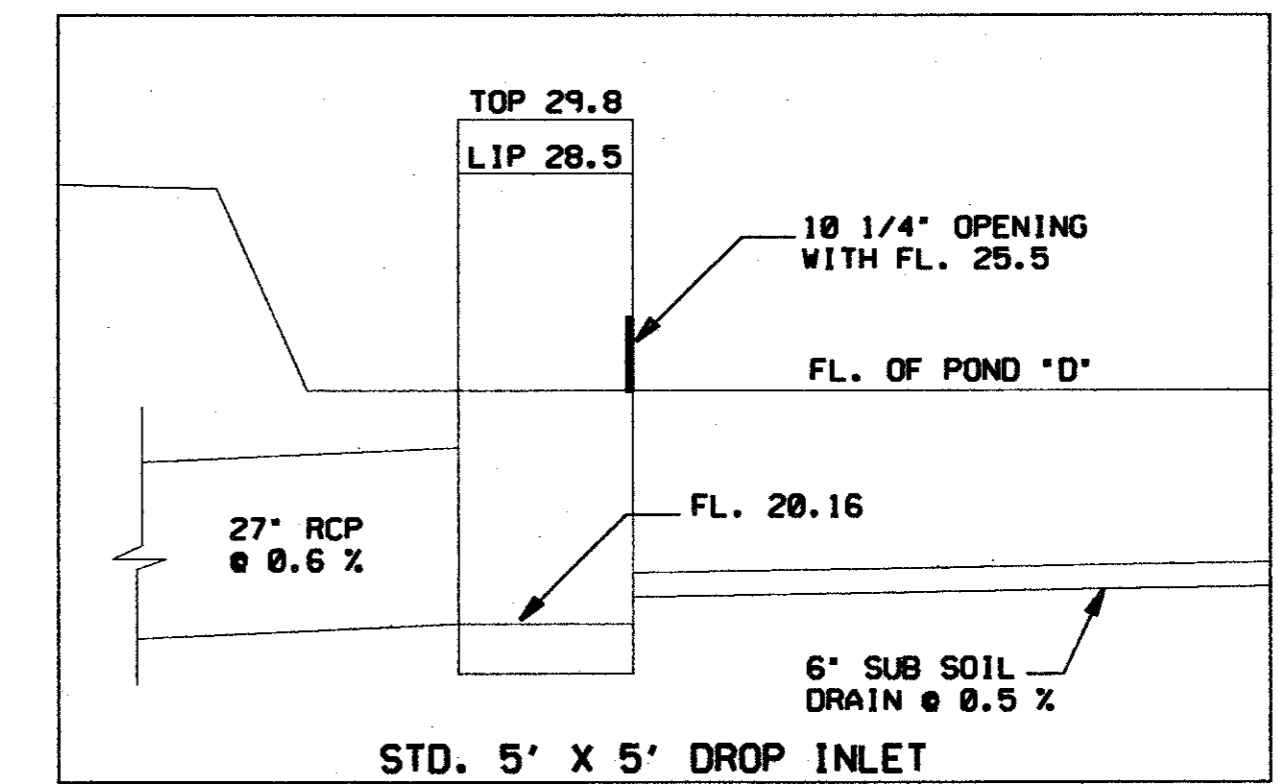 TOP 29.8
LIP 28.5
10 1/4" OPENING
WITH FL. 25.5
FL. OF POND "D"
FL. 20.16
27" RCP
@ 0.6 %
6" SUB SOIL
DRAIN @ 0.5 %
STD. 5' X 5' DROP INLET